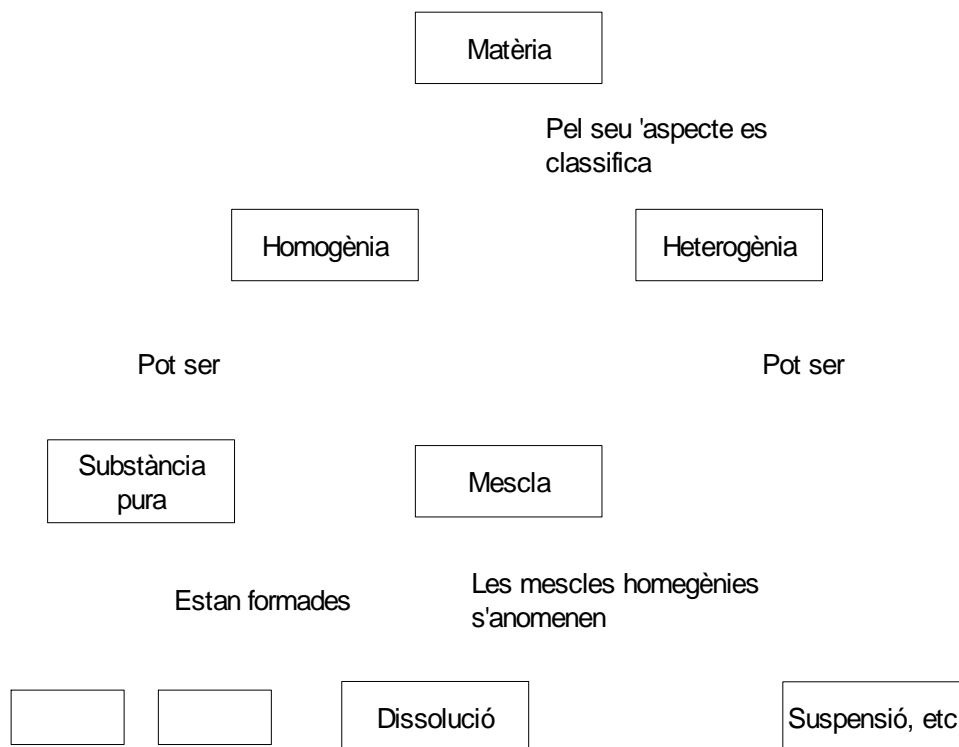 Matèria
Pel seu 'aspecte es
classifica
Homogènia
Heterogènia
Pot ser
Pot ser
Substància
pura
Mescla
Estan formades
Les mescles homegènies
s'anomenen
Dissolució
Suspensió, etc